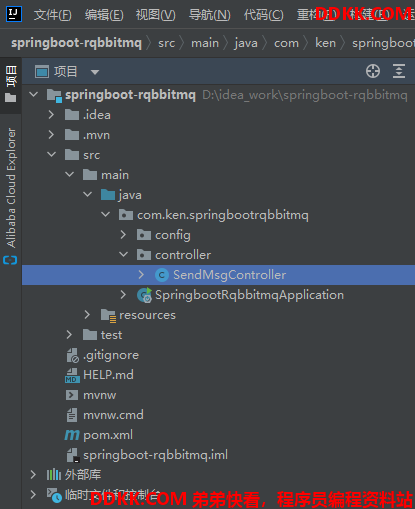 文件(F) 编辑(E) 视图(V) 导航(N) 代码(C) 重构
DDKK.COM
springboot-rqbbitmq › src › main › java › com › ken › springboot
项目
项目
Alibaba Cloud Explorer
springboot-rqbbitmq D:\idea_work\springboot-rqbbitmq
.idea
.mvn
src
main
java
com.ken.springbootrqbbitmq
config
controller
SendMsgController
SpringbootRqbbitmqApplication
resources
test
.gitignore
HELP.md
mvnw
mvnw.cmd
pom.xml
springboot-rqbbitmq.iml
外部库
临时文件和控制台
DDKK.COM 弟弟快看，程序员编程资料站